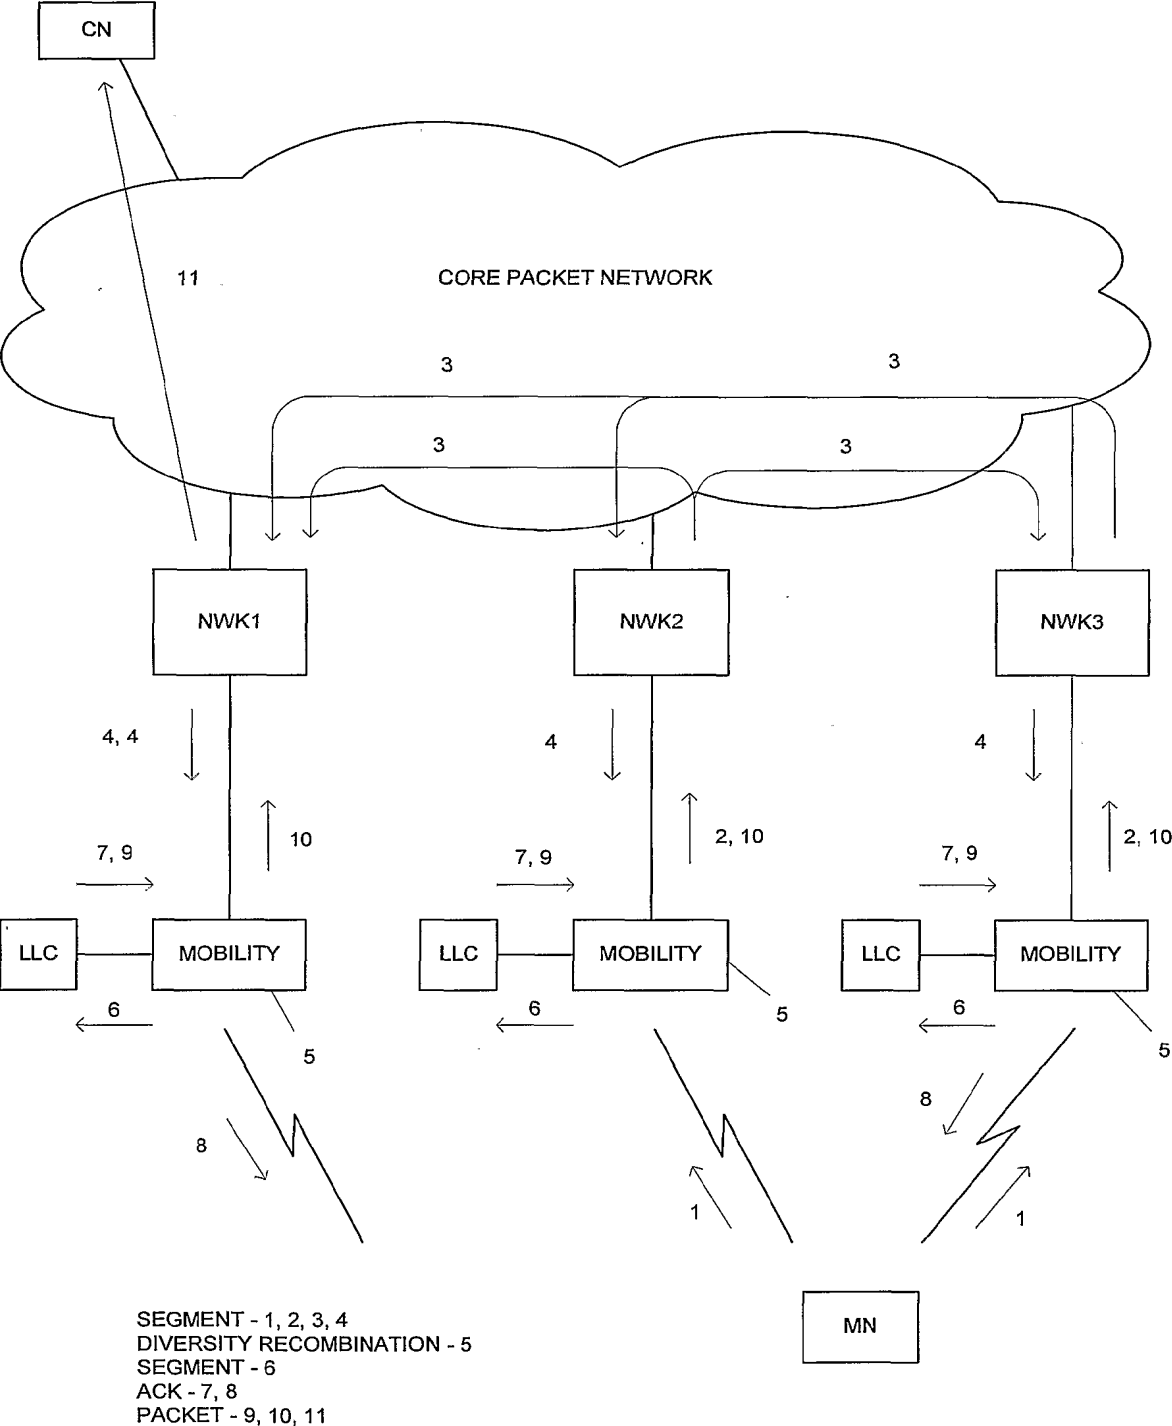 CN
11
CORE PACKET NETWORK
3
3
3
3
NWK1
NWK2
NWK3
4, 4
4
4
10
2, 10
2, 10
7, 9
7, 9
7, 9
LLC
MOBILITY
LLC
MOBILITY
LLC
MOBILITY
6
5
6
5
6
5
8
8
1
1
MN
SEGMENT - 1, 2, 3, 4
DIVERSITY RECOMBINATION - 5
SEGMENT - 6
ACK - 7, 8
PACKET - 9, 10, 11